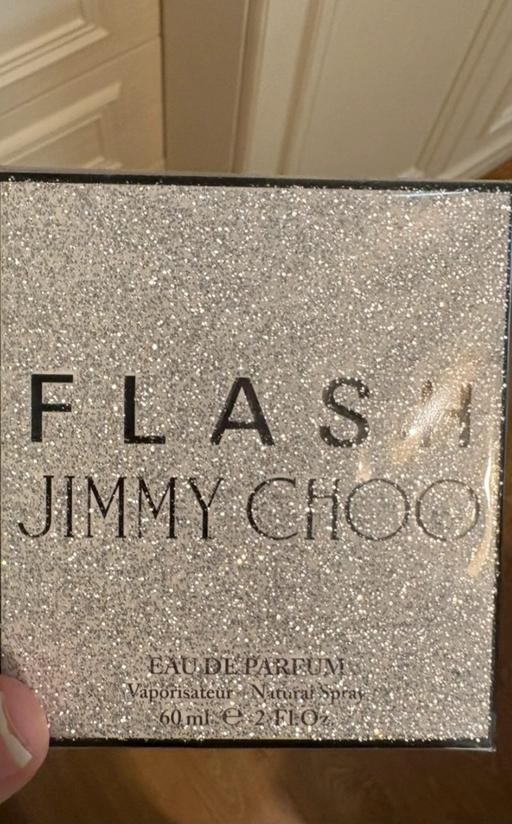 FLASH
JIMMY CHOO
EAU DE PARFUM
Vaporisateur Natural Spray
60 ml ℮ 2 Fl.Oz.